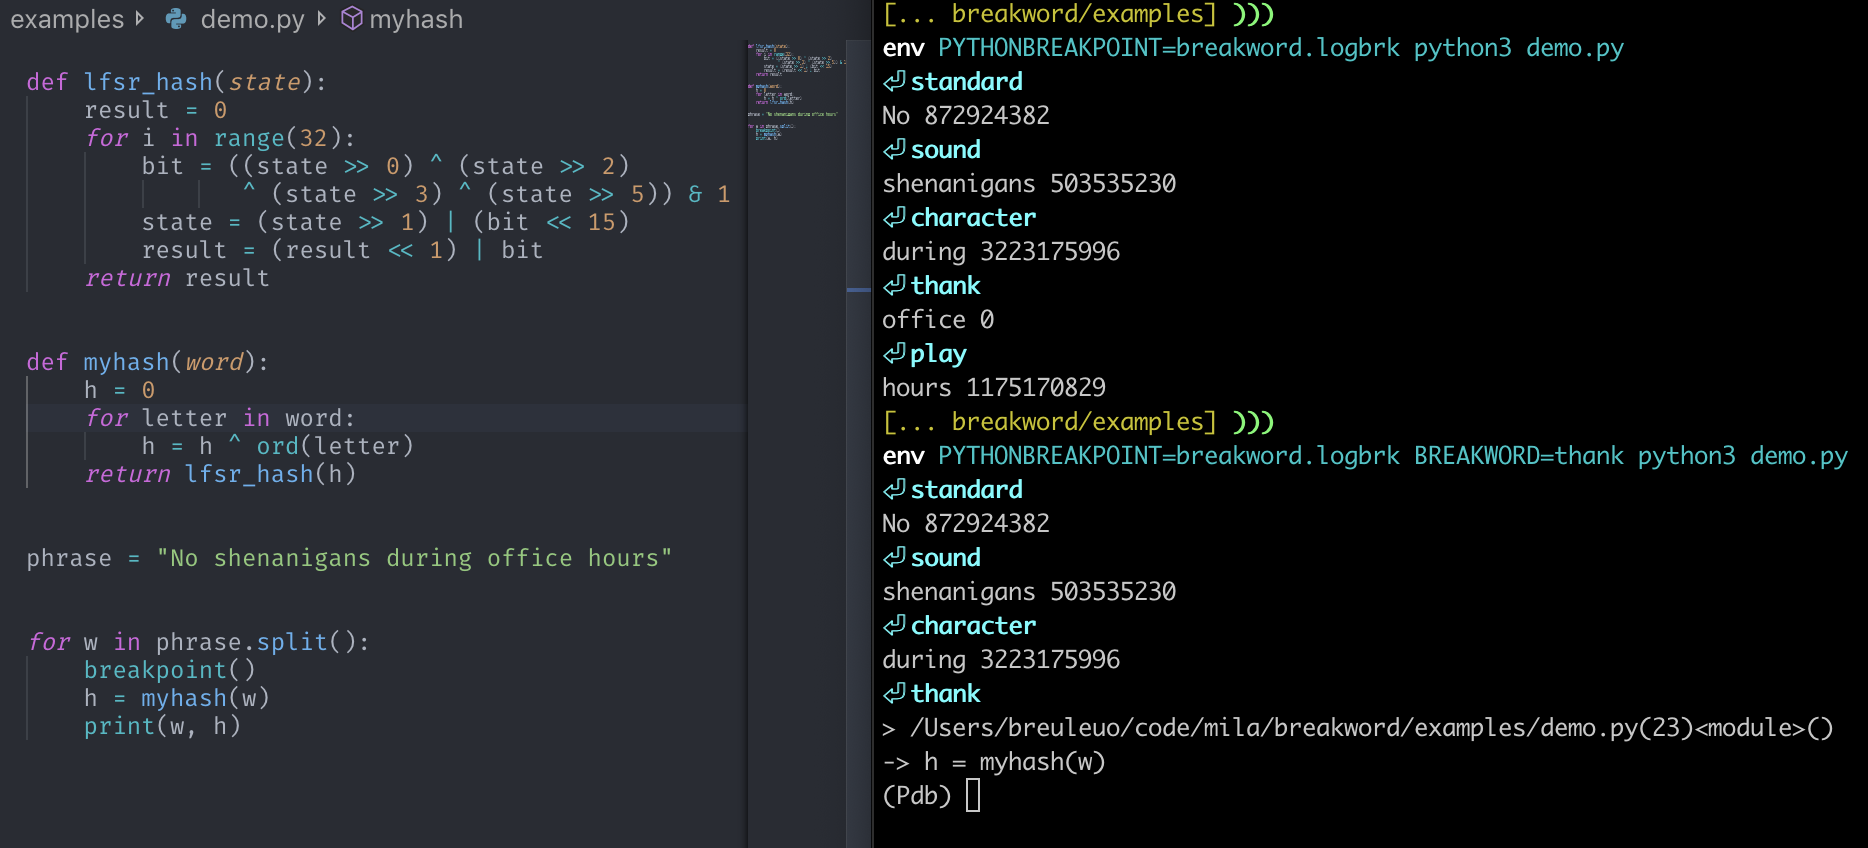 examples demo.py myhash
def lfsr_hash(state):
    result = 0
    for i in range(32):
        bit = ((state >> 0) ^ (state >> 2)
               ^ (state >> 3) ^ (state >> 5)) & 1
        state = (state >> 1) | (bit << 15)
        result = (result << 1) | bit
    return result
def myhash(word):
    h = 0
    for letter in word:
        h = h ^ ord(letter)
    return lfsr_hash(h)
phrase = "No shenanigans during office hours"
for w in phrase.split():
    breakpoint()
    h = myhash(w)
    print(w, h)
[... breakword/examples] )))
env PYTHONBREAKPOINT=breakword.logbrk python3 demo.py
⏎standard
No 872924382
⏎sound
shenanigans 503535230
⏎character
during 3223175996
⏎thank
office 0
⏎play
hours 1175170829
[... breakword/examples] )))
env PYTHONBREAKPOINT=breakword.logbrk BREAKWORD=thank python3 demo.py
⏎standard
No 872924382
⏎sound
shenanigans 503535230
⏎character
during 3223175996
⏎thank
> /Users/breuleuo/code/mila/breakword/examples/demo.py(23)<module>()
-> h = myhash(w)
(Pdb)